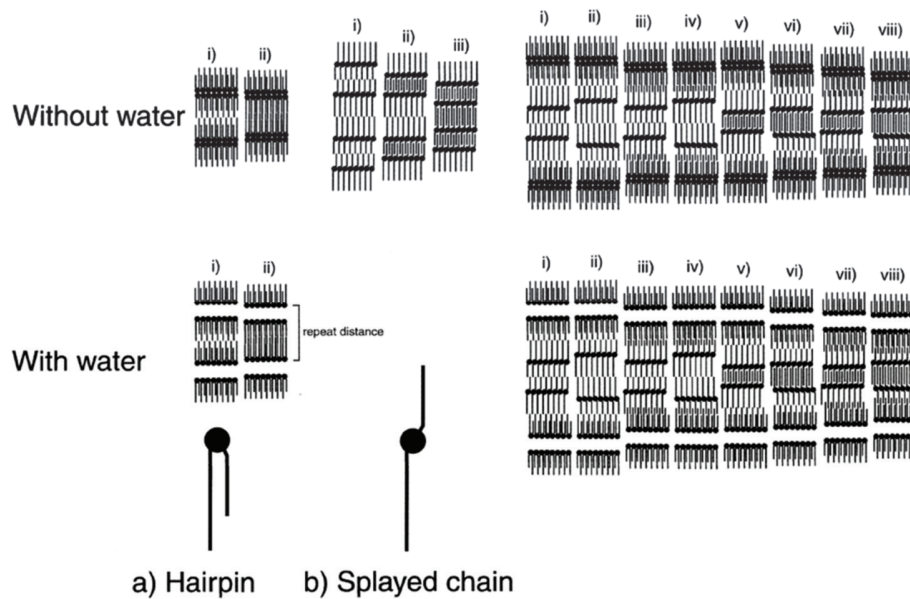 i) ii)
i) ii) iii)
i) ii) iii) iv) v) vi) vii) viii)
Without water
i) ii)
i) ii) iii) iv) v) vi) vii) viii)
repeat distance
With water
a) Hairpin b) Splayed chain